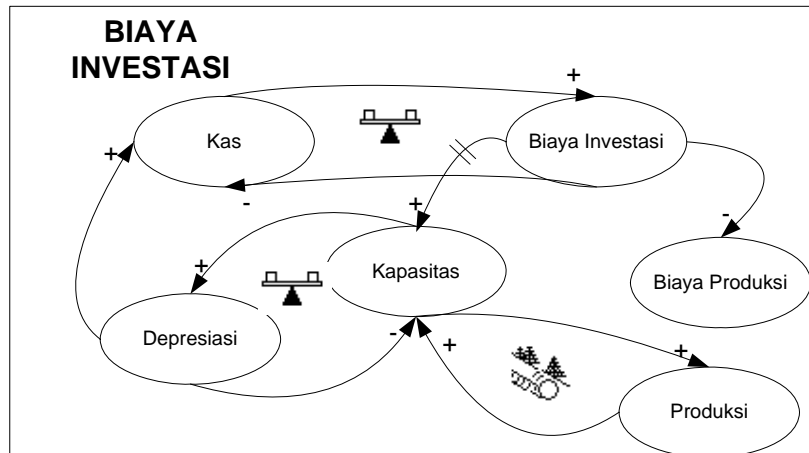 BIAYA
INVESTASI
+
Kas
Biaya Investasi
+
-
+
-
Kapasitas
+
Biaya Produksi
Depresiasi
-
+
+
Produksi